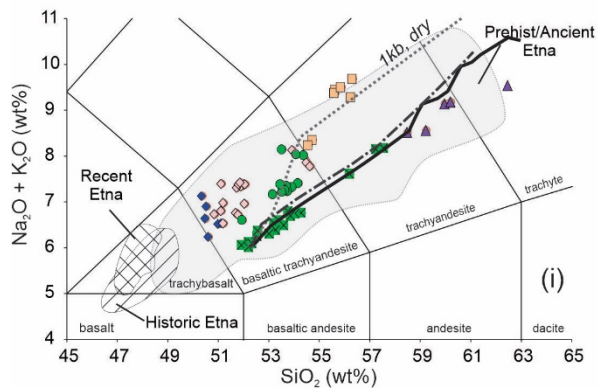 11
10
9
8
7
6
5
4
Na₂O + K₂O (wt%)
1kb, dry
Prehist/Ancient
Etna
Recent
Etna
trachyte
trachyandesite
basaltic trachyandesite
trachybasalt
(i)
basalt
Historic Etna
basaltic andesite
andesite
dacite
45 47 49 51 53 55 57 59 61 63 65
SiO₂ (wt%)